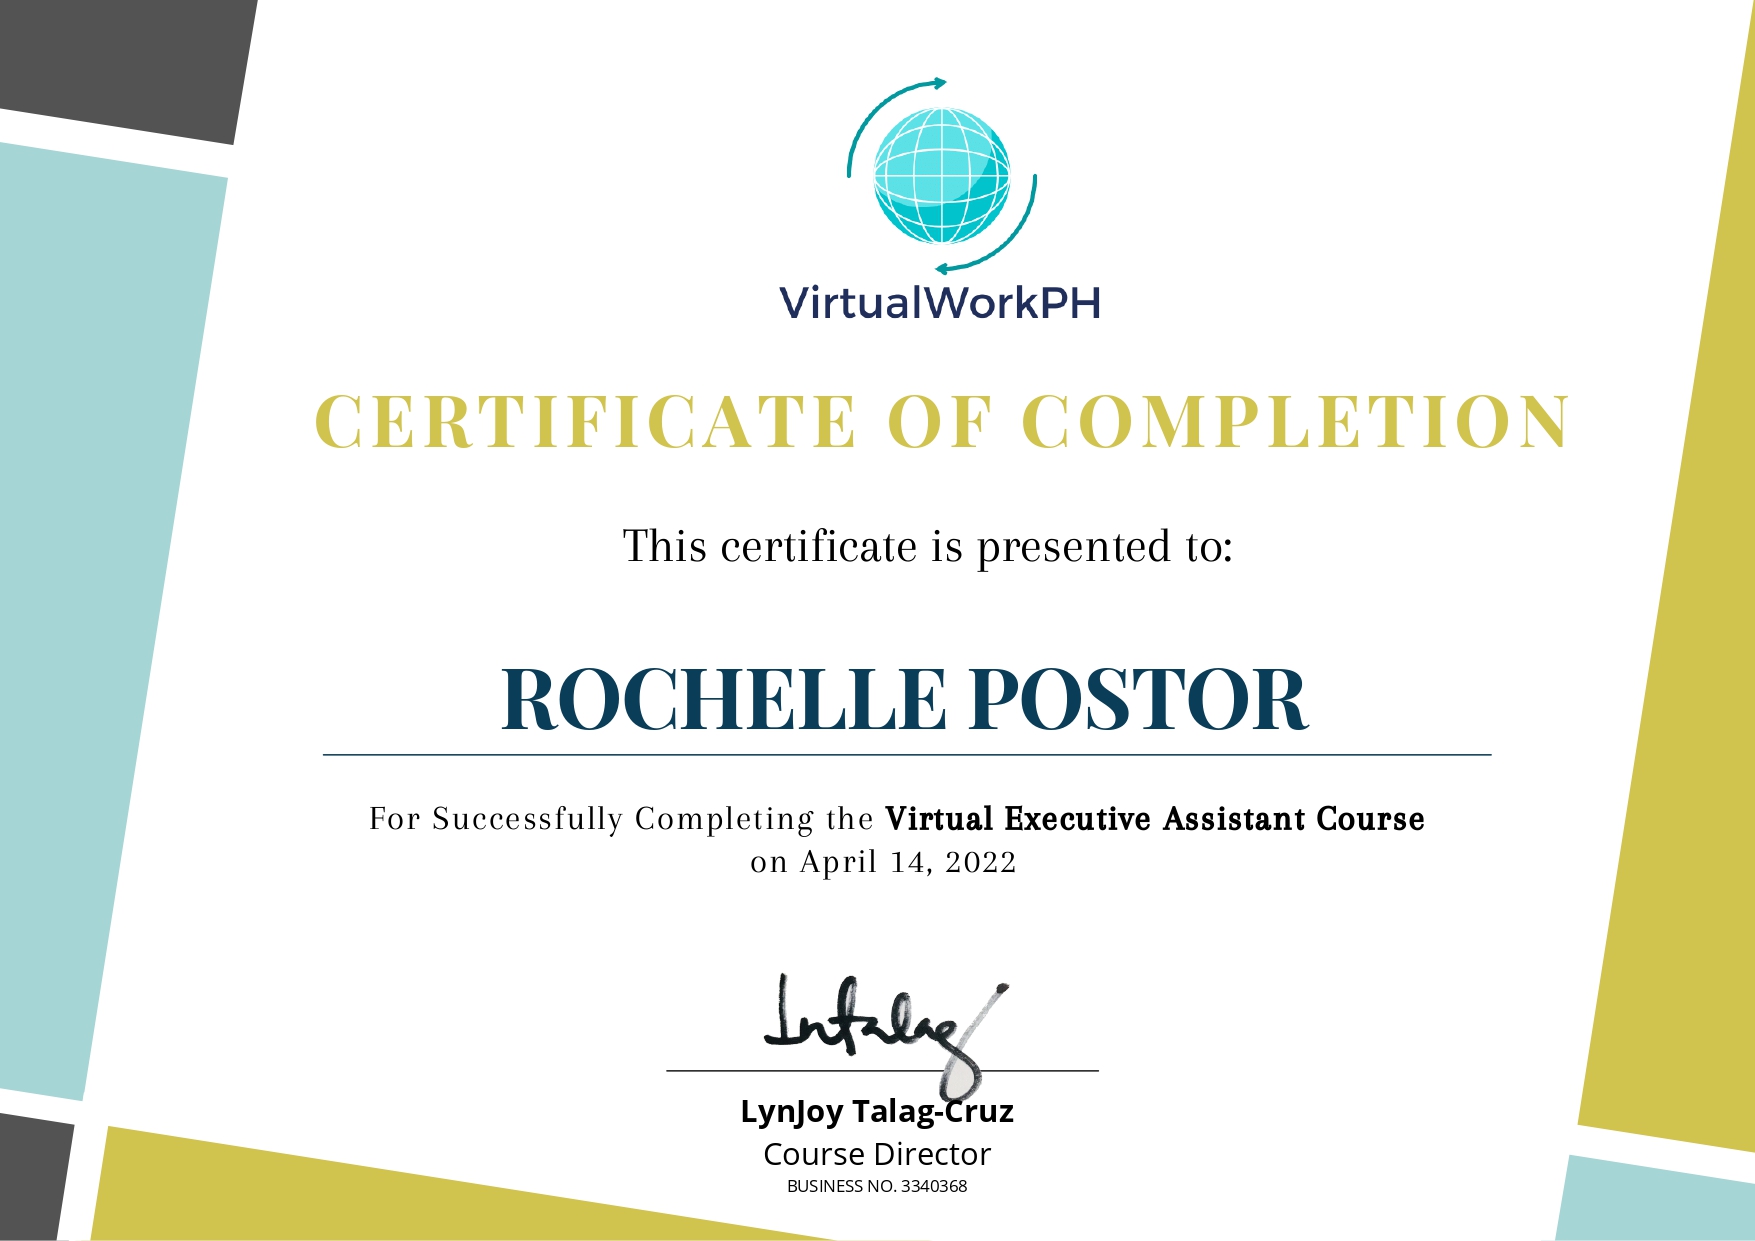 VirtualWorkPH
CERTIFICATE OF COMPLETION
This certificate is presented to:
ROCHELLE POSTOR
For Successfully Completing the Virtual Executive Assistant Course
on April 14, 2022
LynJoy Talag-Cruz
Course Director
BUSINESS NO. 3340368